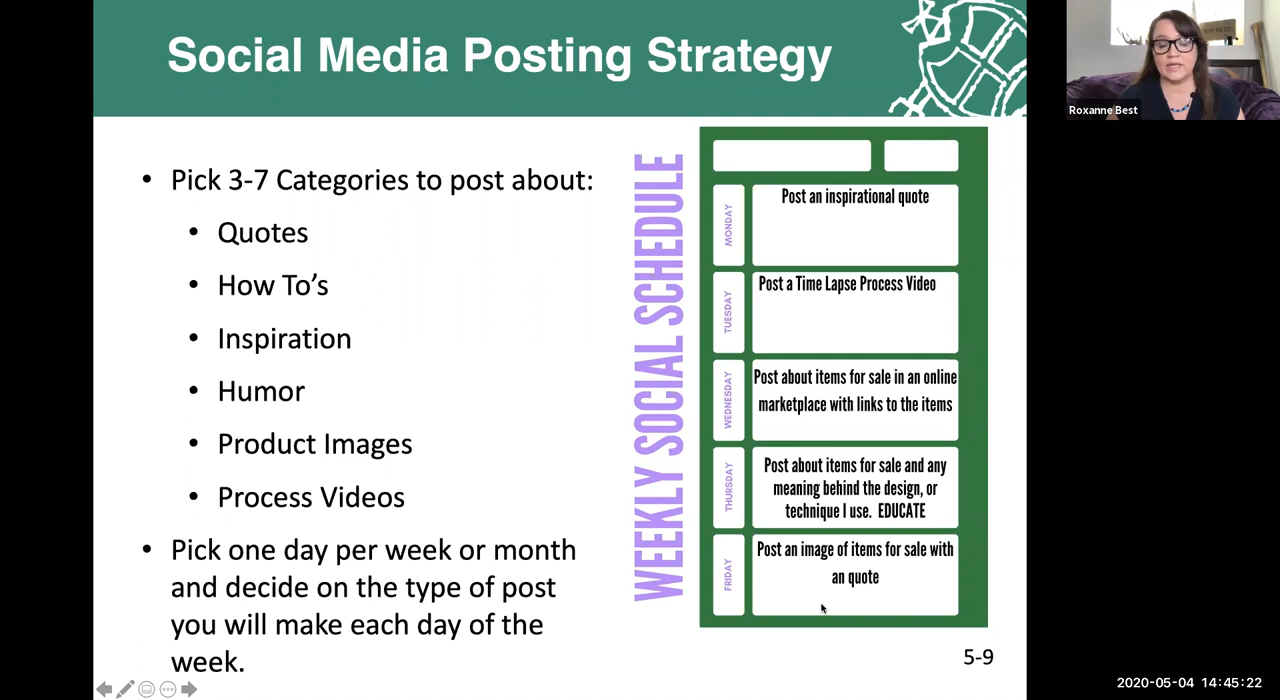 Social Media Posting Strategy
Roxanne Best
• Pick 3-7 Categories to post about:
• Quotes
• How To’s
• Inspiration
• Humor
• Product Images
• Process Videos
• Pick one day per week or month
and decide on the type of post
you will make each day of the
week.
WEEKLY SOCIAL SCHEDULE
MONDAY
Post an inspirational quote
TUESDAY
Post a Time Lapse Process Video
WEDNESDAY
Post about items for sale in an online
marketplace with links to the items
THURSDAY
Post about items for sale and any
meaning behind the design, or
technique I use. EDUCATE
FRIDAY
Post an image of items for sale with
an quote
5-9
2020-05-04 14:45:22